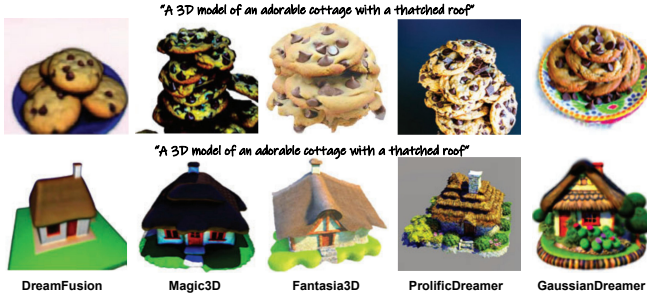 "A 3D model of an adorable cottage with a thatched roof"
"A 3D model of an adorable cottage with a thatched roof"
DreamFusion Magic3D Fantasia3D ProlificDreamer GaussianDreamer